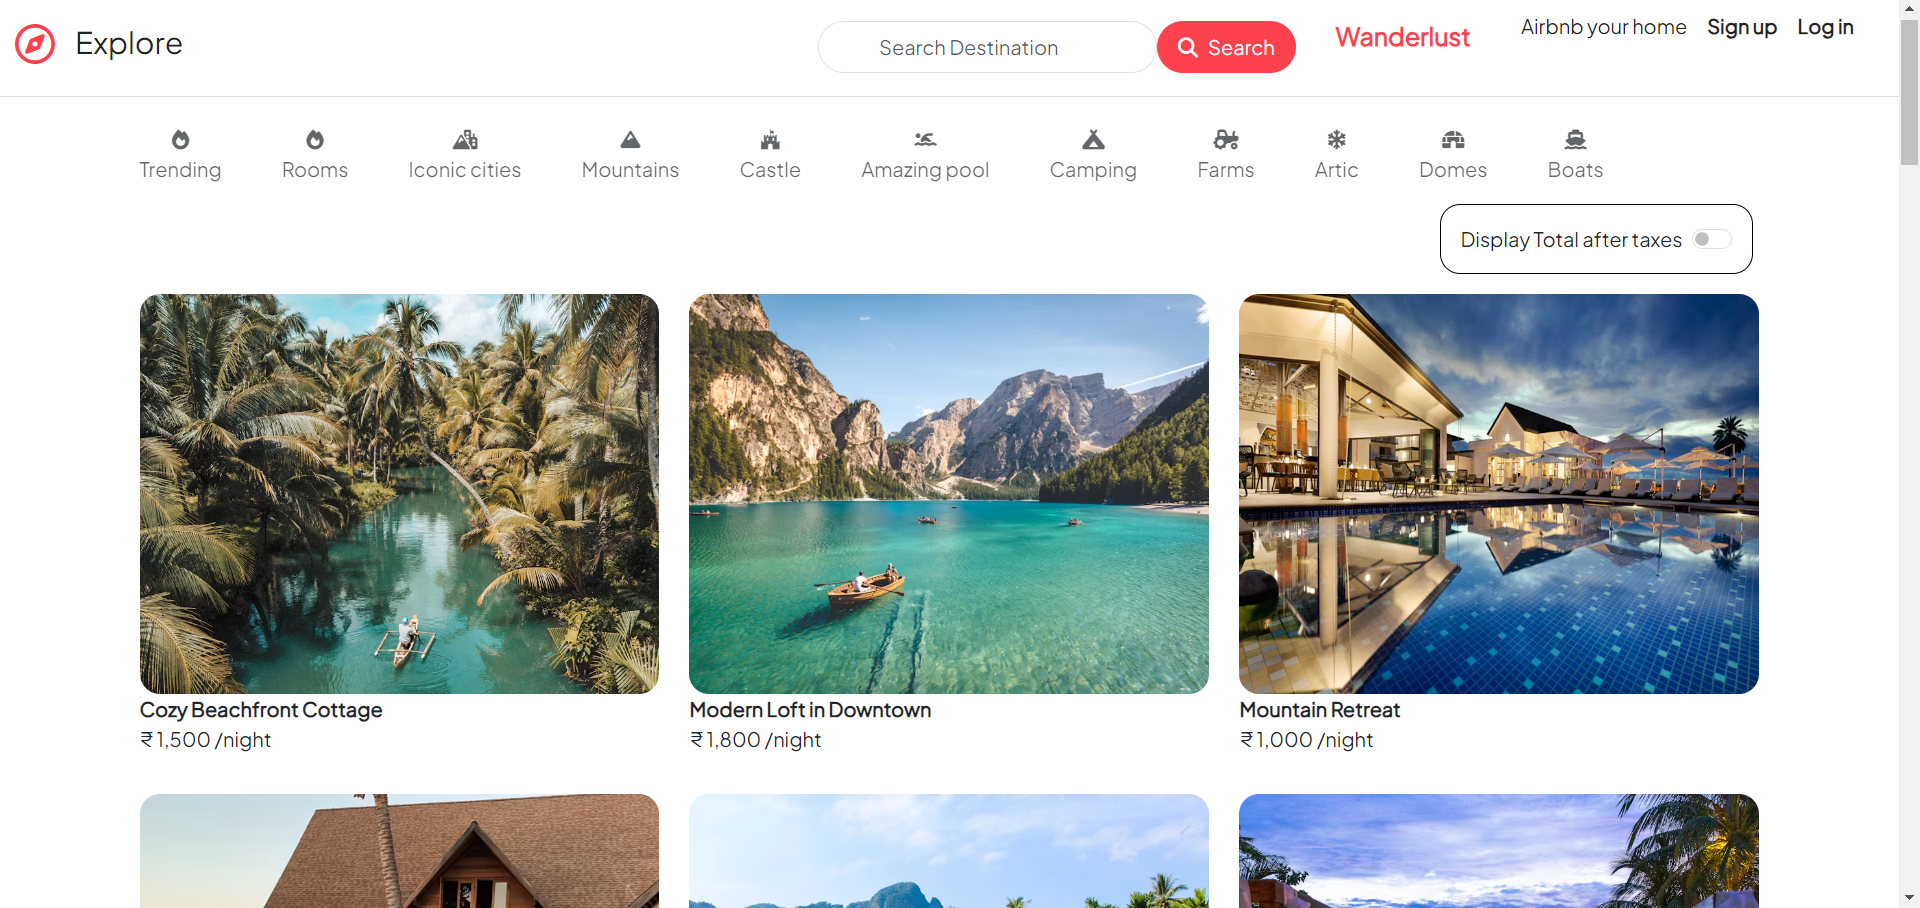 Explore
Search Destination
Search
Wanderlust
Airbnb your home
Sign up
Log in
Trending
Rooms
Iconic cities
Mountains
Castle
Amazing pool
Camping
Farms
Artic
Domes
Boats
Display Total after taxes
Cozy Beachfront Cottage
₹1,500 /night
Modern Loft in Downtown
₹1,800 /night
Mountain Retreat
₹1,000 /night